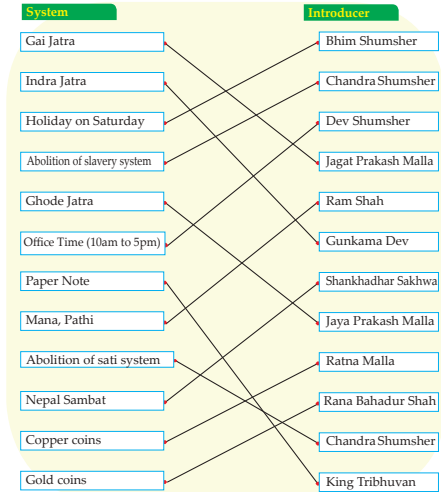 System Introducer
Gai Jatra Bhim Shumsher
Indra Jatra Chandra Shumsher
Holiday on Saturday Dev Shumsher
Abolition of slavery system Jagat Prakash Malla
Ghode Jatra Ram Shah
Office Time (10am to 5pm) Gunkama Dev
Paper Note Shankhadhar Sakhwa
Mana, Pathi Jaya Prakash Malla
Abolition of sati system Ratna Malla
Nepal Sambat Rana Bahadur Shah
Copper coins Chandra Shumsher
Gold coins King Tribhuvan